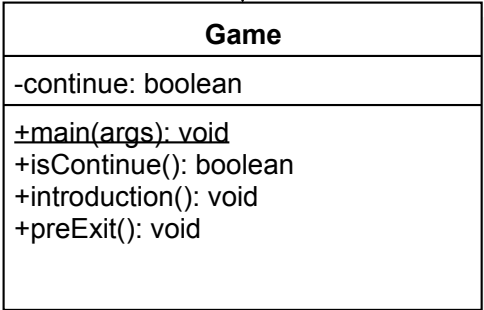 Game
-continue: boolean
+main(args): void
+isContinue(): boolean
+introduction(): void
+preExit(): void